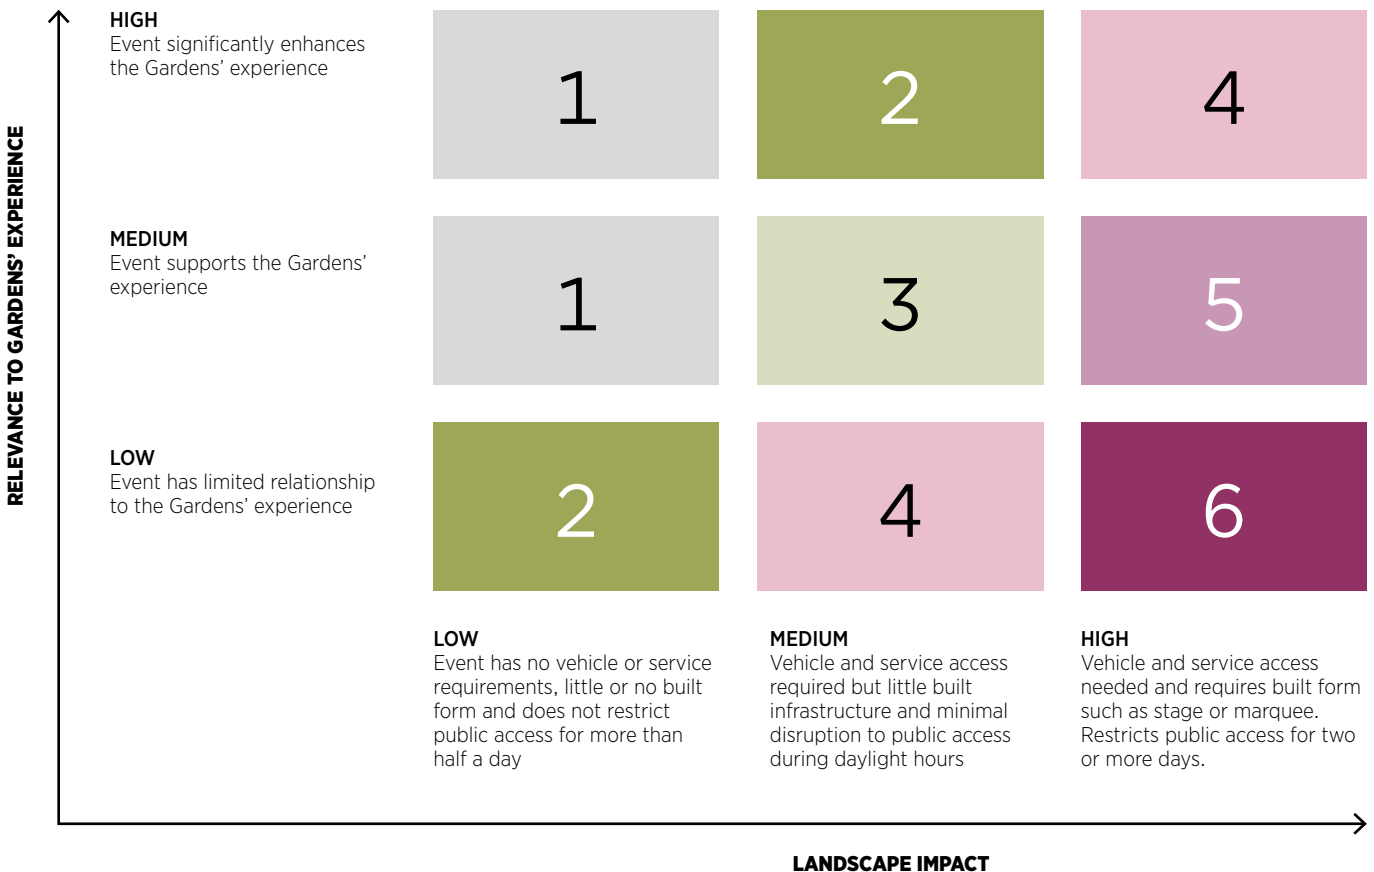 RELEVANCE TO GARDENS’ EXPERIENCE
HIGH
Event significantly enhances
the Gardens’ experience
1
2
4
MEDIUM
Event supports the Gardens’
experience
1
3
5
LOW
Event has limited relationship
to the Gardens’ experience
2
4
6
LOW
Event has no vehicle or service
requirements, little or no built
form and does not restrict
public access for more than
half a day
MEDIUM
Vehicle and service access
required but little built
infrastructure and minimal
disruption to public access
during daylight hours
HIGH
Vehicle and service access
needed and requires built form
such as stage or marquee.
Restricts public access for two
or more days.
LANDSCAPE IMPACT